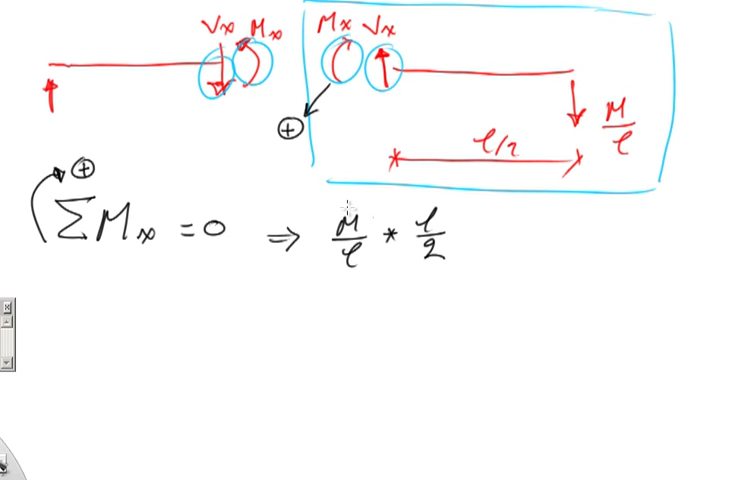 Vx Mx Mx Vx
M/ℓ
ℓ/2
⊕
⊕
ΣMx = 0 ⇒ M/ℓ * ℓ/2